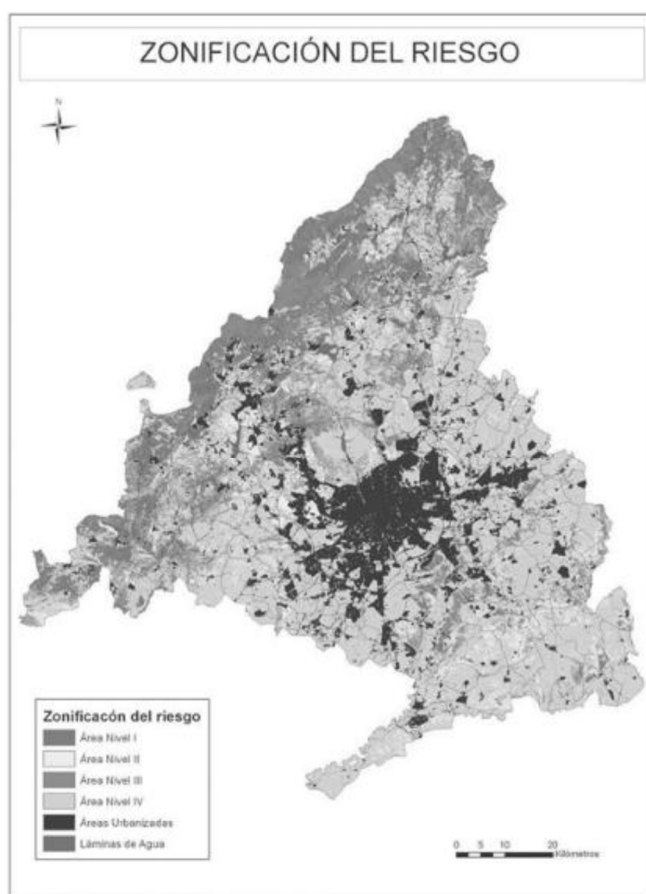 ZONIFICACIÓN DEL RIESGO
N
Zonificacón del riesgo
Área Nivel I
Área Nivel II
Área Nivel III
Área Nivel IV
Áreas Urbanizadas
Láminas de Agua
0 5 10 20
Kilómetros